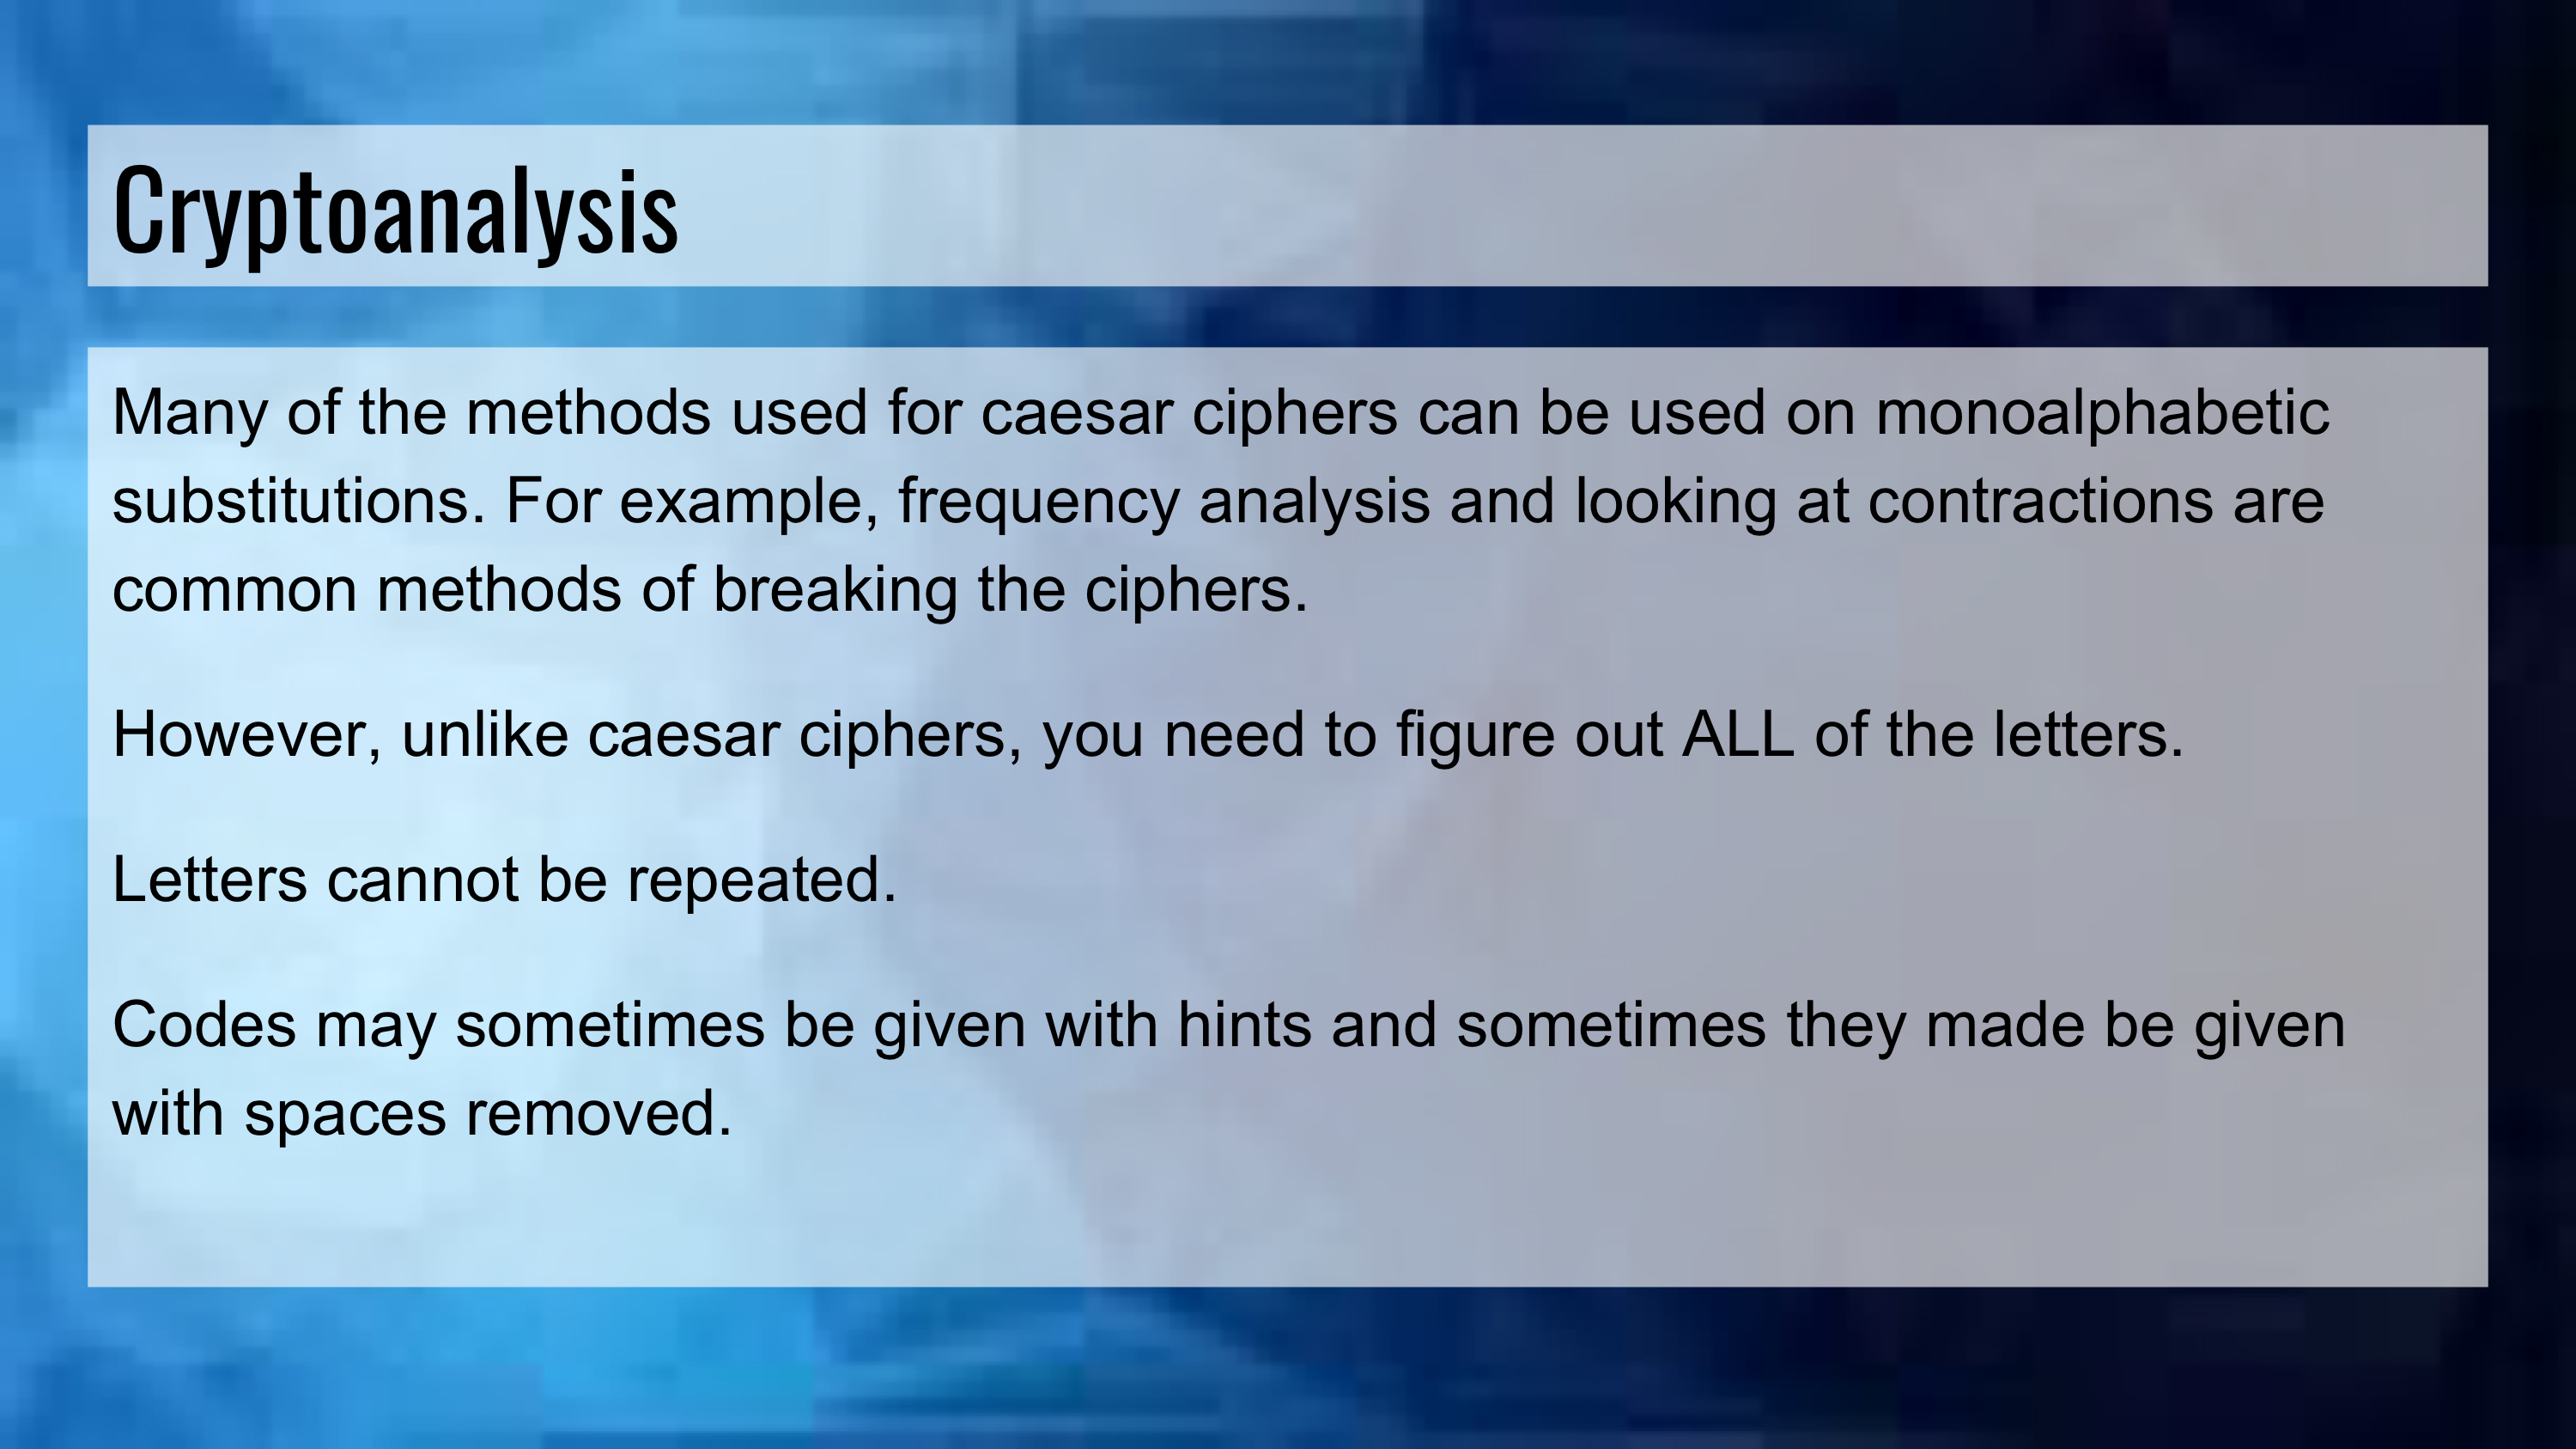 Cryptoanalysis
Many of the methods used for caesar ciphers can be used on monoalphabetic
substitutions. For example, frequency analysis and looking at contractions are
common methods of breaking the ciphers.
However, unlike caesar ciphers, you need to figure out ALL of the letters.
Letters cannot be repeated.
Codes may sometimes be given with hints and sometimes they made be given
with spaces removed.